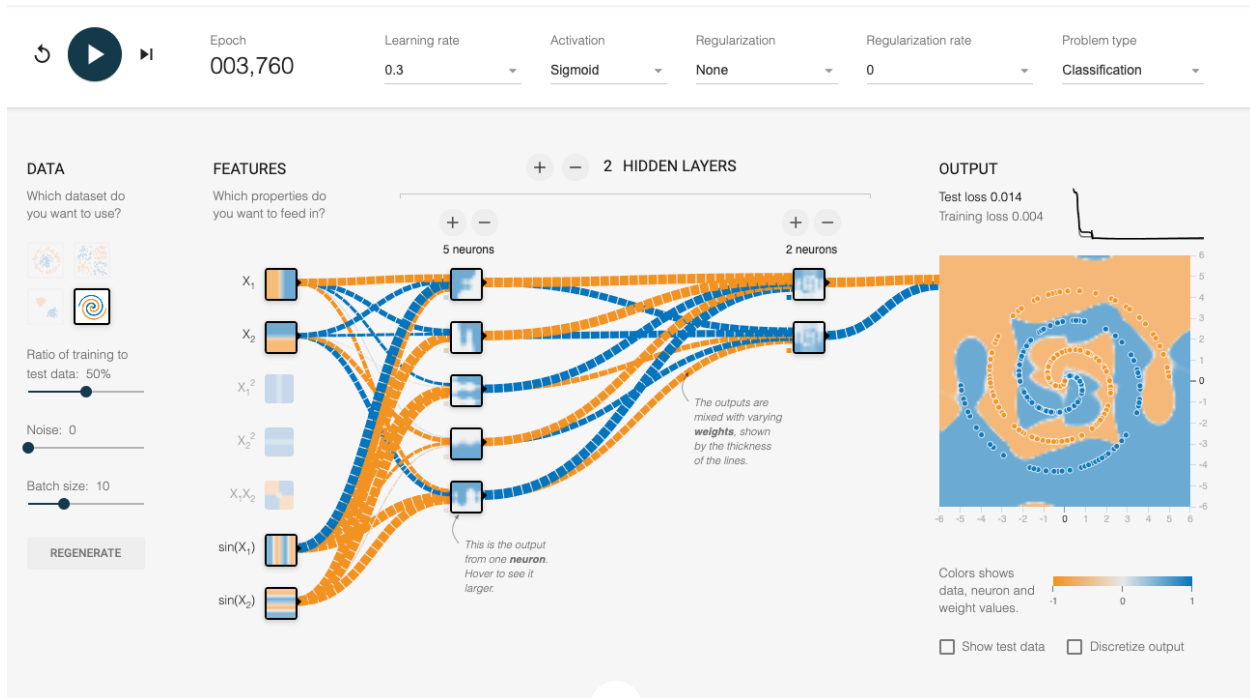 Epoch
003,760
Learning rate
0.3
Activation
Sigmoid
Regularization
None
Regularization rate
0
Problem type
Classification
DATA
Which dataset do
you want to use?
Ratio of training to
test data: 50%
Noise: 0
Batch size: 10
REGENERATE
FEATURES
Which properties do
you want to feed in?
X₁
X₂
X₁²
X₂²
X₁X₂
sin(X₁)
sin(X₂)
+ − 2 HIDDEN LAYERS
+ −
5 neurons
+ −
2 neurons
The outputs are
mixed with varying
weights, shown
by the thickness
of the lines.
This is the output
from one neuron.
Hover to see it
larger.
OUTPUT
Test loss 0.014
Training loss 0.004
6
5
4
3
2
1
0
-1
-2
-3
-4
-5
-6
-6 -5 -4 -3 -2 -1 0 1 2 3 4 5 6
Colors shows
data, neuron and
weight values.
-1 0 1
Show test data
Discretize output